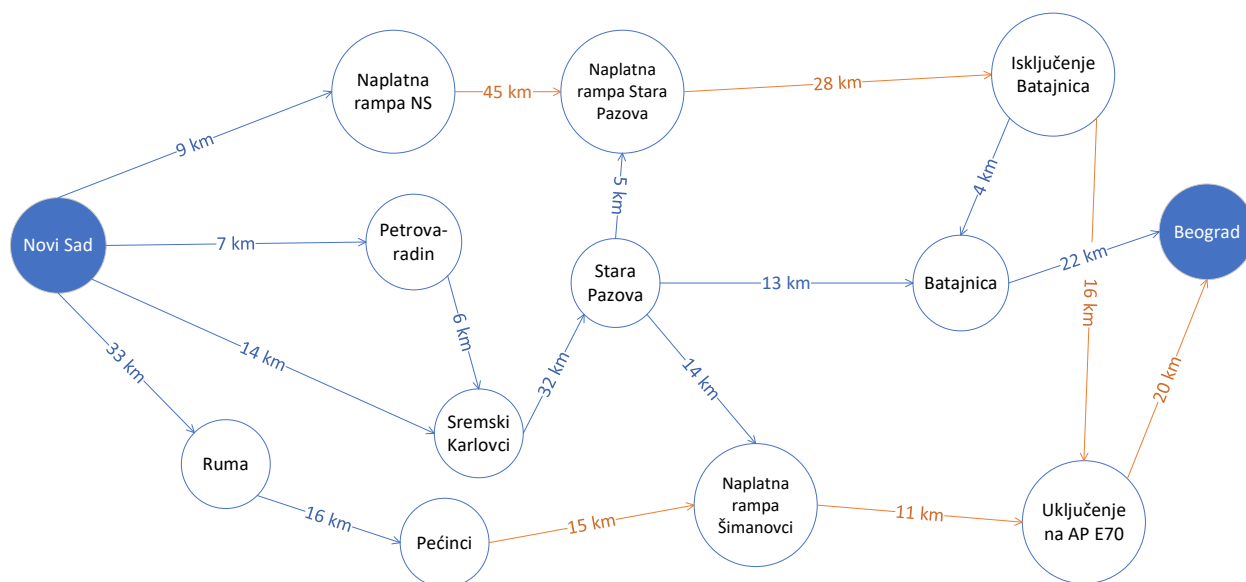 Naplatna
rampa NS
45 km
Naplatna
rampa Stara
Pazova
28 km
Isključenje
Batajnica
9 km
5 km
4 km
Novi Sad
7 km
Petrova-
radin
Stara
Pazova
13 km
Batajnica
22 km
Beograd
6 km
16 km
33 km
14 km
32 km
14 km
20 km
Sremski
Karlovci
Ruma
Naplatna
rampa
Šimanovci
11 km
Uključenje
na AP E70
16 km
Pećinci
15 km